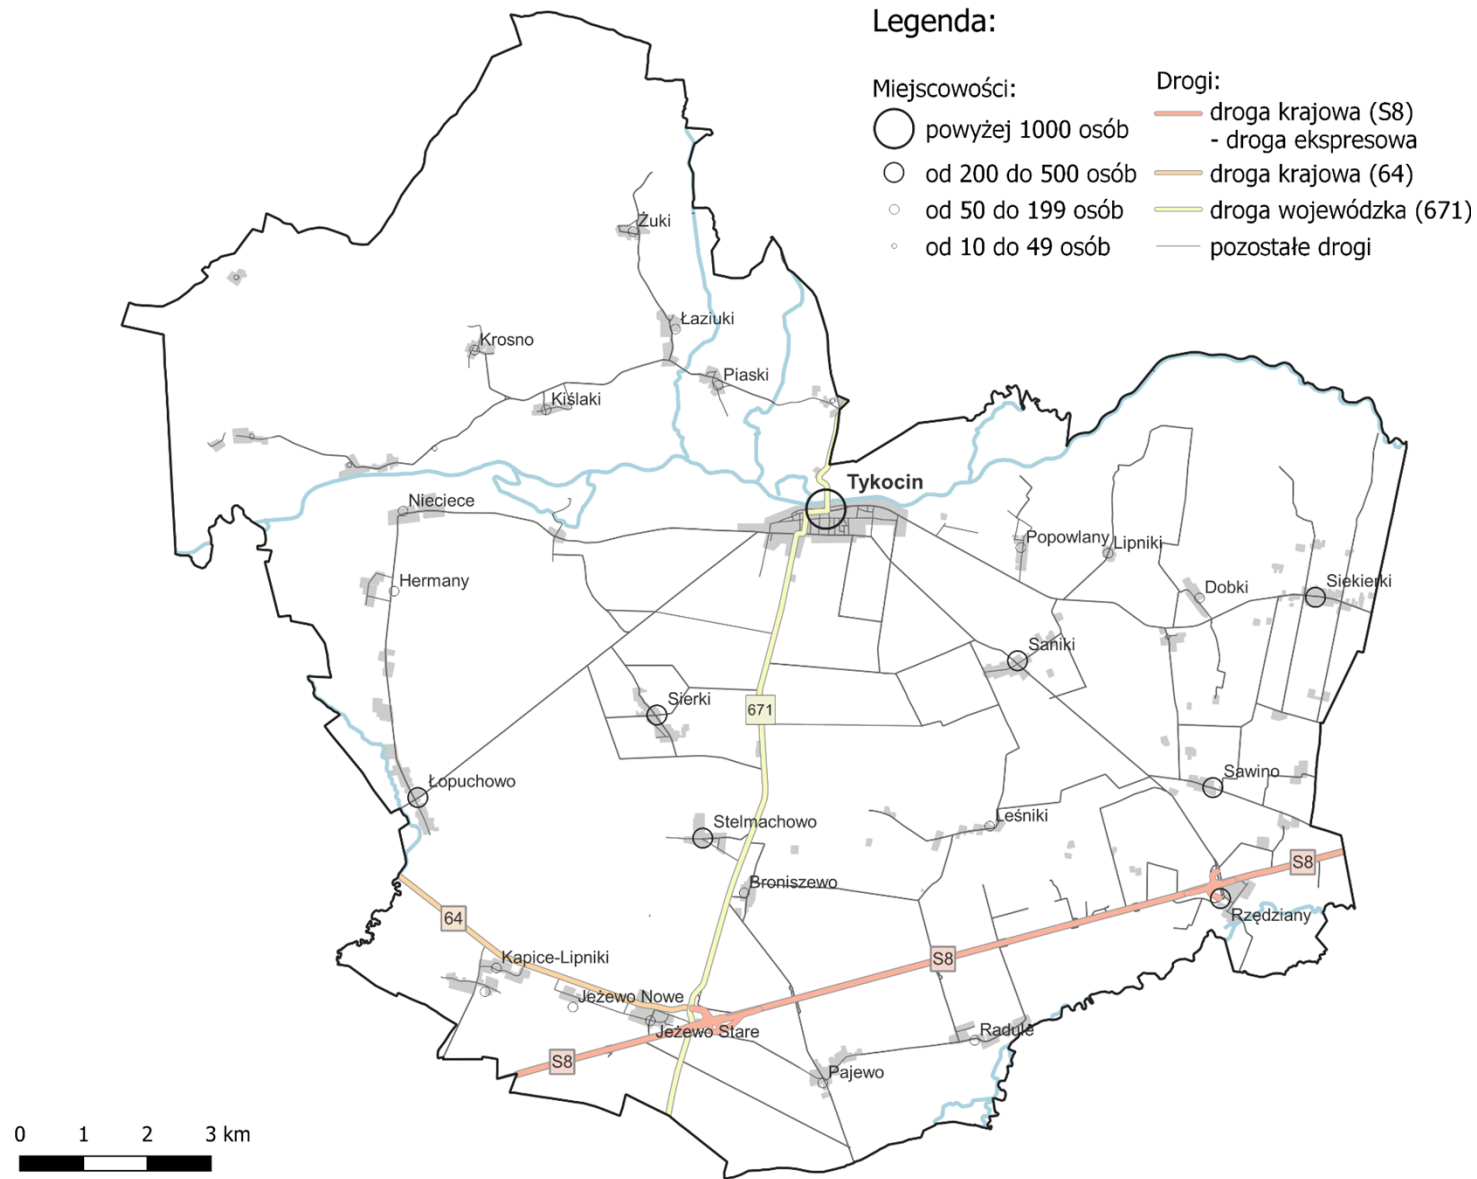 Legenda:
Miejscowości:
powyżej 1000 osób
od 200 do 500 osób
od 50 do 199 osób
od 10 do 49 osób
Drogi:
droga krajowa (S8)
- droga ekspresowa
droga krajowa (64)
droga wojewódzka (671)
pozostałe drogi
Żuki
Łaziuki
Krosno
Piaski
Kiślaki
Tykocin
Nieciece
Popowlany
Lipniki
Hermany
Dobki
Siekierki
Saniki
Sierki
671
Sawino
Łopuchowo
Stelmachowo
Leśniki
S8
Broniszewo
64
Rzędziany
Kapice-Lipniki
S8
Jeżewo Nowe
Jeżewo Stare
Radule
S8
Pajewo
0 1 2 3 km